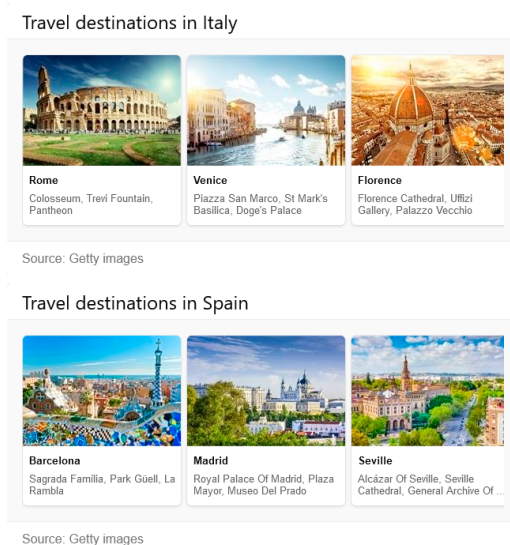 Travel destinations in Italy
Rome
Colosseum, Trevi Fountain,
Pantheon
Venice
Piazza San Marco, St Mark's
Basilica, Doge's Palace
Florence
Florence Cathedral, Uffizi
Gallery, Palazzo Vecchio
Source: Getty images
Travel destinations in Spain
Barcelona
Sagrada Família, Park Güell, La
Rambla
Madrid
Royal Palace Of Madrid, Plaza
Mayor, Museo Del Prado
Seville
Alcázar Of Seville, Seville
Cathedral, General Archive Of ...
Source: Getty images